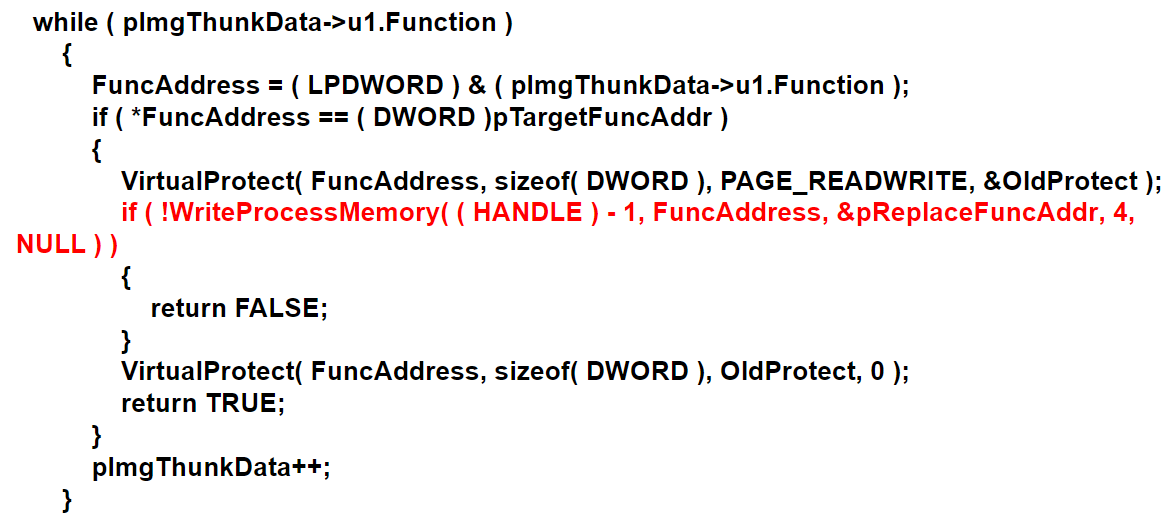 while ( pImgThunkData->u1.Function )
{
FuncAddress = ( LPDWORD ) & ( pImgThunkData->u1.Function );
if ( *FuncAddress == ( DWORD )pTargetFuncAddr )
{
VirtualProtect( FuncAddress, sizeof( DWORD ), PAGE_READWRITE, &OldProtect );
if ( !WriteProcessMemory( ( HANDLE ) - 1, FuncAddress, &pReplaceFuncAddr, 4,
NULL ) )
{
return FALSE;
}
VirtualProtect( FuncAddress, sizeof( DWORD ), OldProtect, 0 );
return TRUE;
}
pImgThunkData++;
}